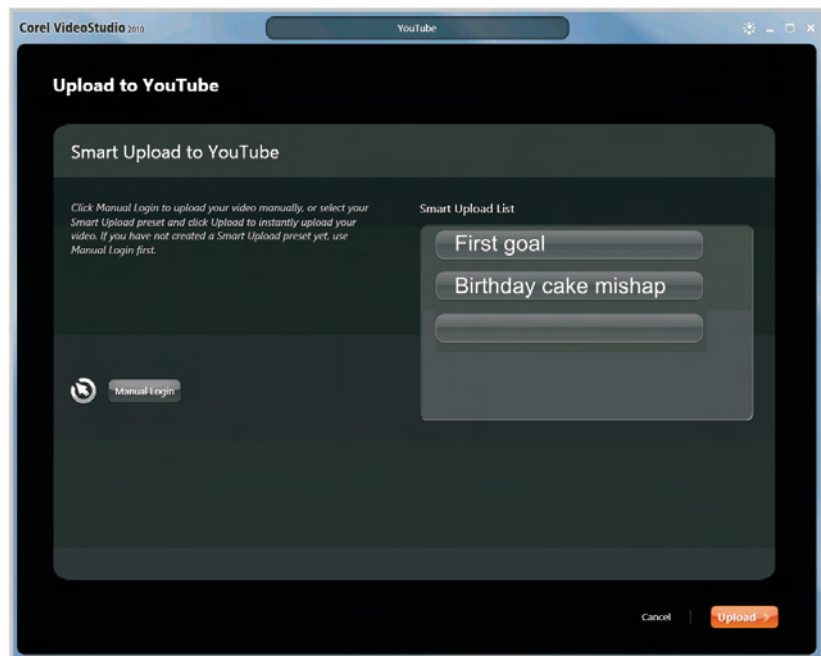 Corel VideoStudio 2010
YouTube
Upload to YouTube
Smart Upload to YouTube
Click Manual Login to upload your video manually, or select your
Smart Upload preset and click Upload to instantly upload your
video. If you have not created a Smart Upload preset yet, use
Manual Login first.
Manual Login
Smart Upload List
First goal
Birthday cake mishap
Cancel
Upload